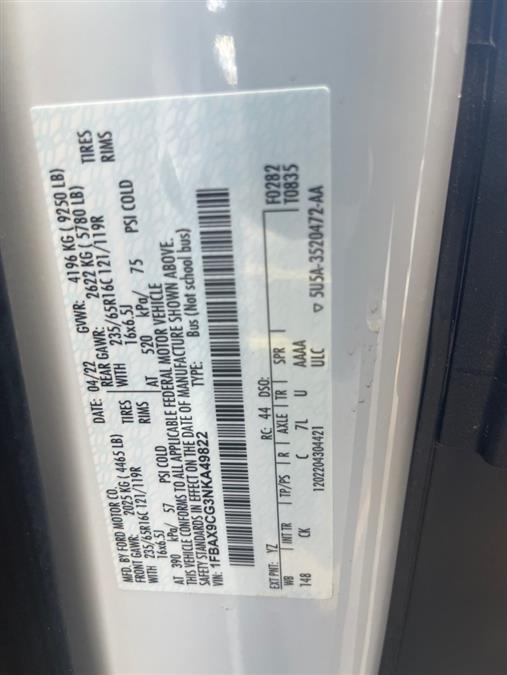 MFD. BY FORD MOTOR CO. DATE: 04/22 GVWR: 4196 KG ( 9250 LB)
FRONT GAWR: 2025 KG ( 4465 LB) REAR GAWR: 2622 KG ( 5780 LB)
WITH 235/65R16C 121/119R TIRES WITH 235/65R16C 121/119R TIRES
16x6.5J RIMS 16x6.5J RIMS
AT 390 kPa/ 57 PSI COLD AT 520 kPa/ 75 PSI COLD
THIS VEHICLE CONFORMS TO ALL APPLICABLE FEDERAL MOTOR VEHICLE
SAFETY STANDARDS IN EFFECT ON THE DATE OF MANUFACTURE SHOWN ABOVE.
VIN: 1FBAX9CG3NKA49822 TYPE: Bus (Not school bus)
EXT PNT: YZ RC: 44 DSO: F0282
WB INT TR TP/PS R AXLE TR SPR T0835
148 CK C 7L U AAAA
1202204304421 ULC ▽ 5U5A-3520472-AA